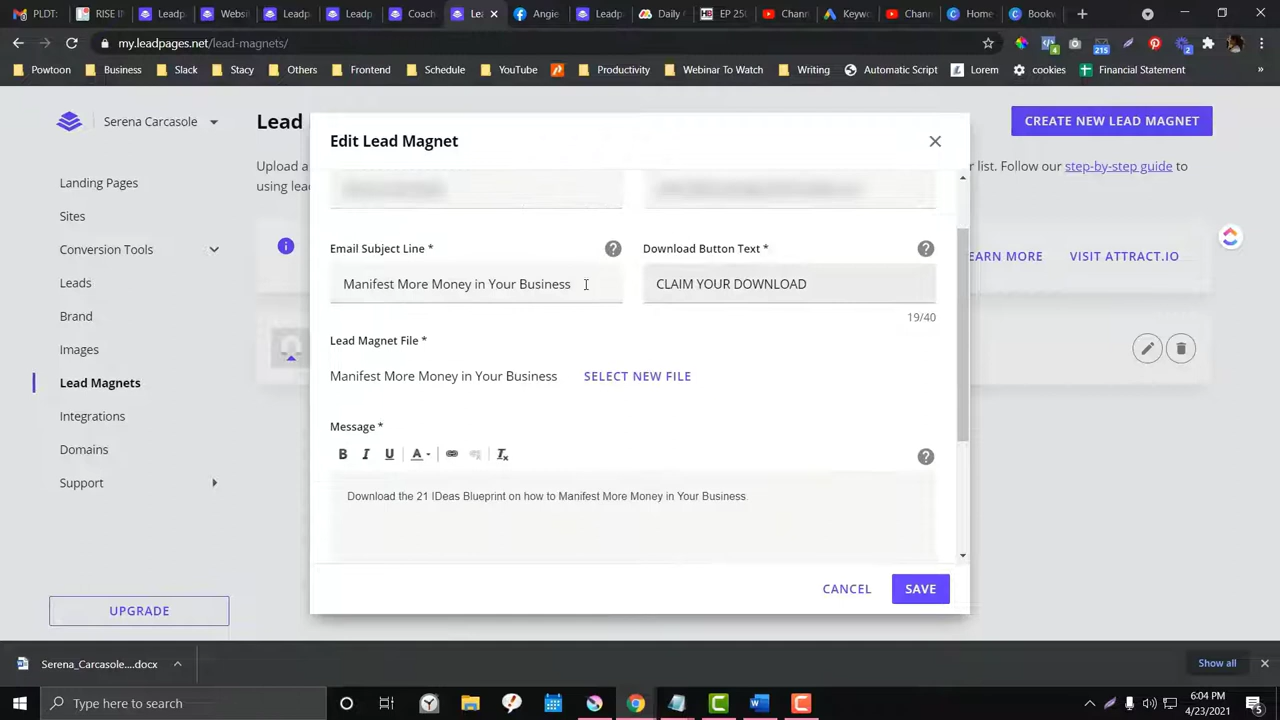 PLDT:
RISE I
Leadp
Websi
Leadp
Leadp
Coach
Lea
Angie
Leadp
Daily
EP 250
Chann
Keywo
Chann
Home
Bookv
my.leadpages.net/lead-magnets/
Powtoon
Business
Slack
Stacy
Others
Frontend
Schedule
YouTube
Productivity
Webinar To Watch
Writing
Automatic Script
Lorem
cookies
Financial Statement
»
Serena Carcasole
Lead
CREATE NEW LEAD MAGNET
Upload a
r list. Follow our step-by-step guide to
using lea
Landing Pages
Sites
Conversion Tools
Leads
Brand
Images
Lead Magnets
Integrations
Domains
Support
UPGRADE
EARN MORE
VISIT ATTRACT.IO
Edit Lead Magnet
Email Subject Line *
Download Button Text *
Manifest More Money in Your Business
CLAIM YOUR DOWNLOAD
19/40
Lead Magnet File *
Manifest More Money in Your Business
SELECT NEW FILE
Message *
B I U A
Download the 21 IDeas Blueprint on how to Manifest More Money in Your Business.
CANCEL
SAVE
Serena_Carcasole....docx
Show all
Type here to search
6:04 PM
4/23/2021